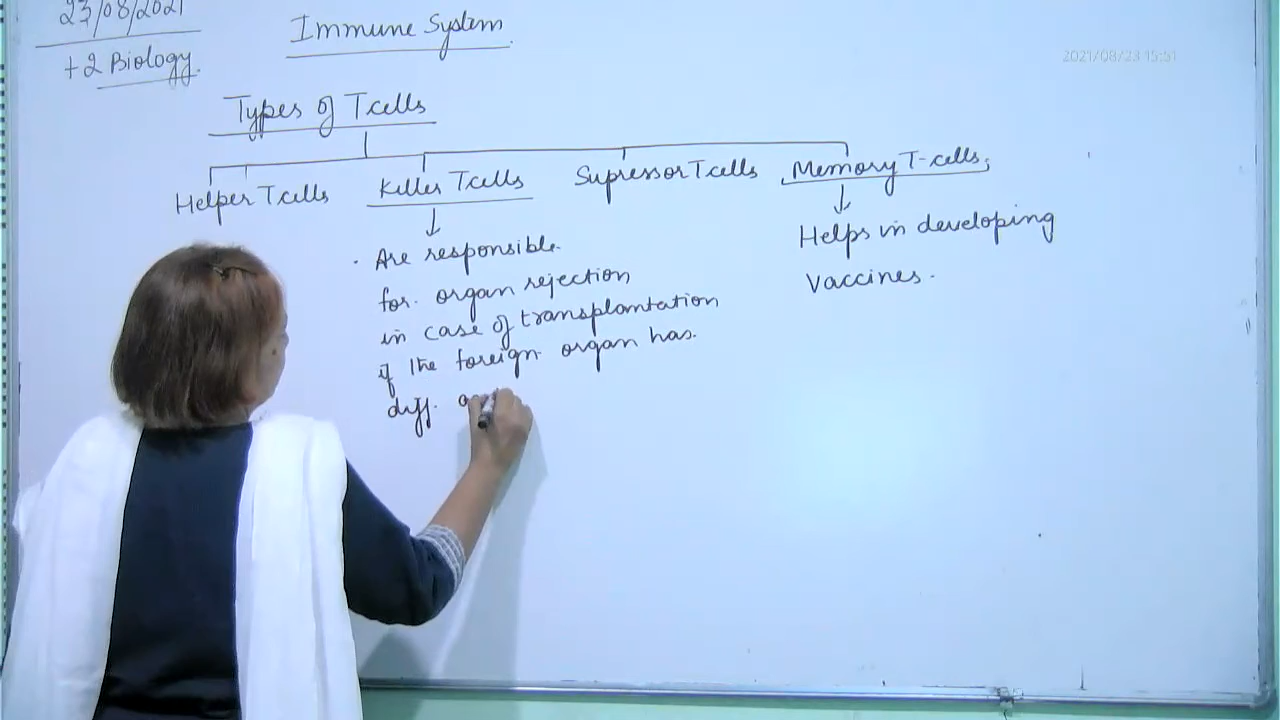 23/08/2021
+2 Biology.
Immune System.
2021/08/23 15:51
Types of T cells
Helper T cells
Killer T cells
Supressor T cells
Memory T-cells,
Are responsible
for organ rejection
in case of transplantation
if the foreign organ has.
diff.
Helps in developing
vaccines.